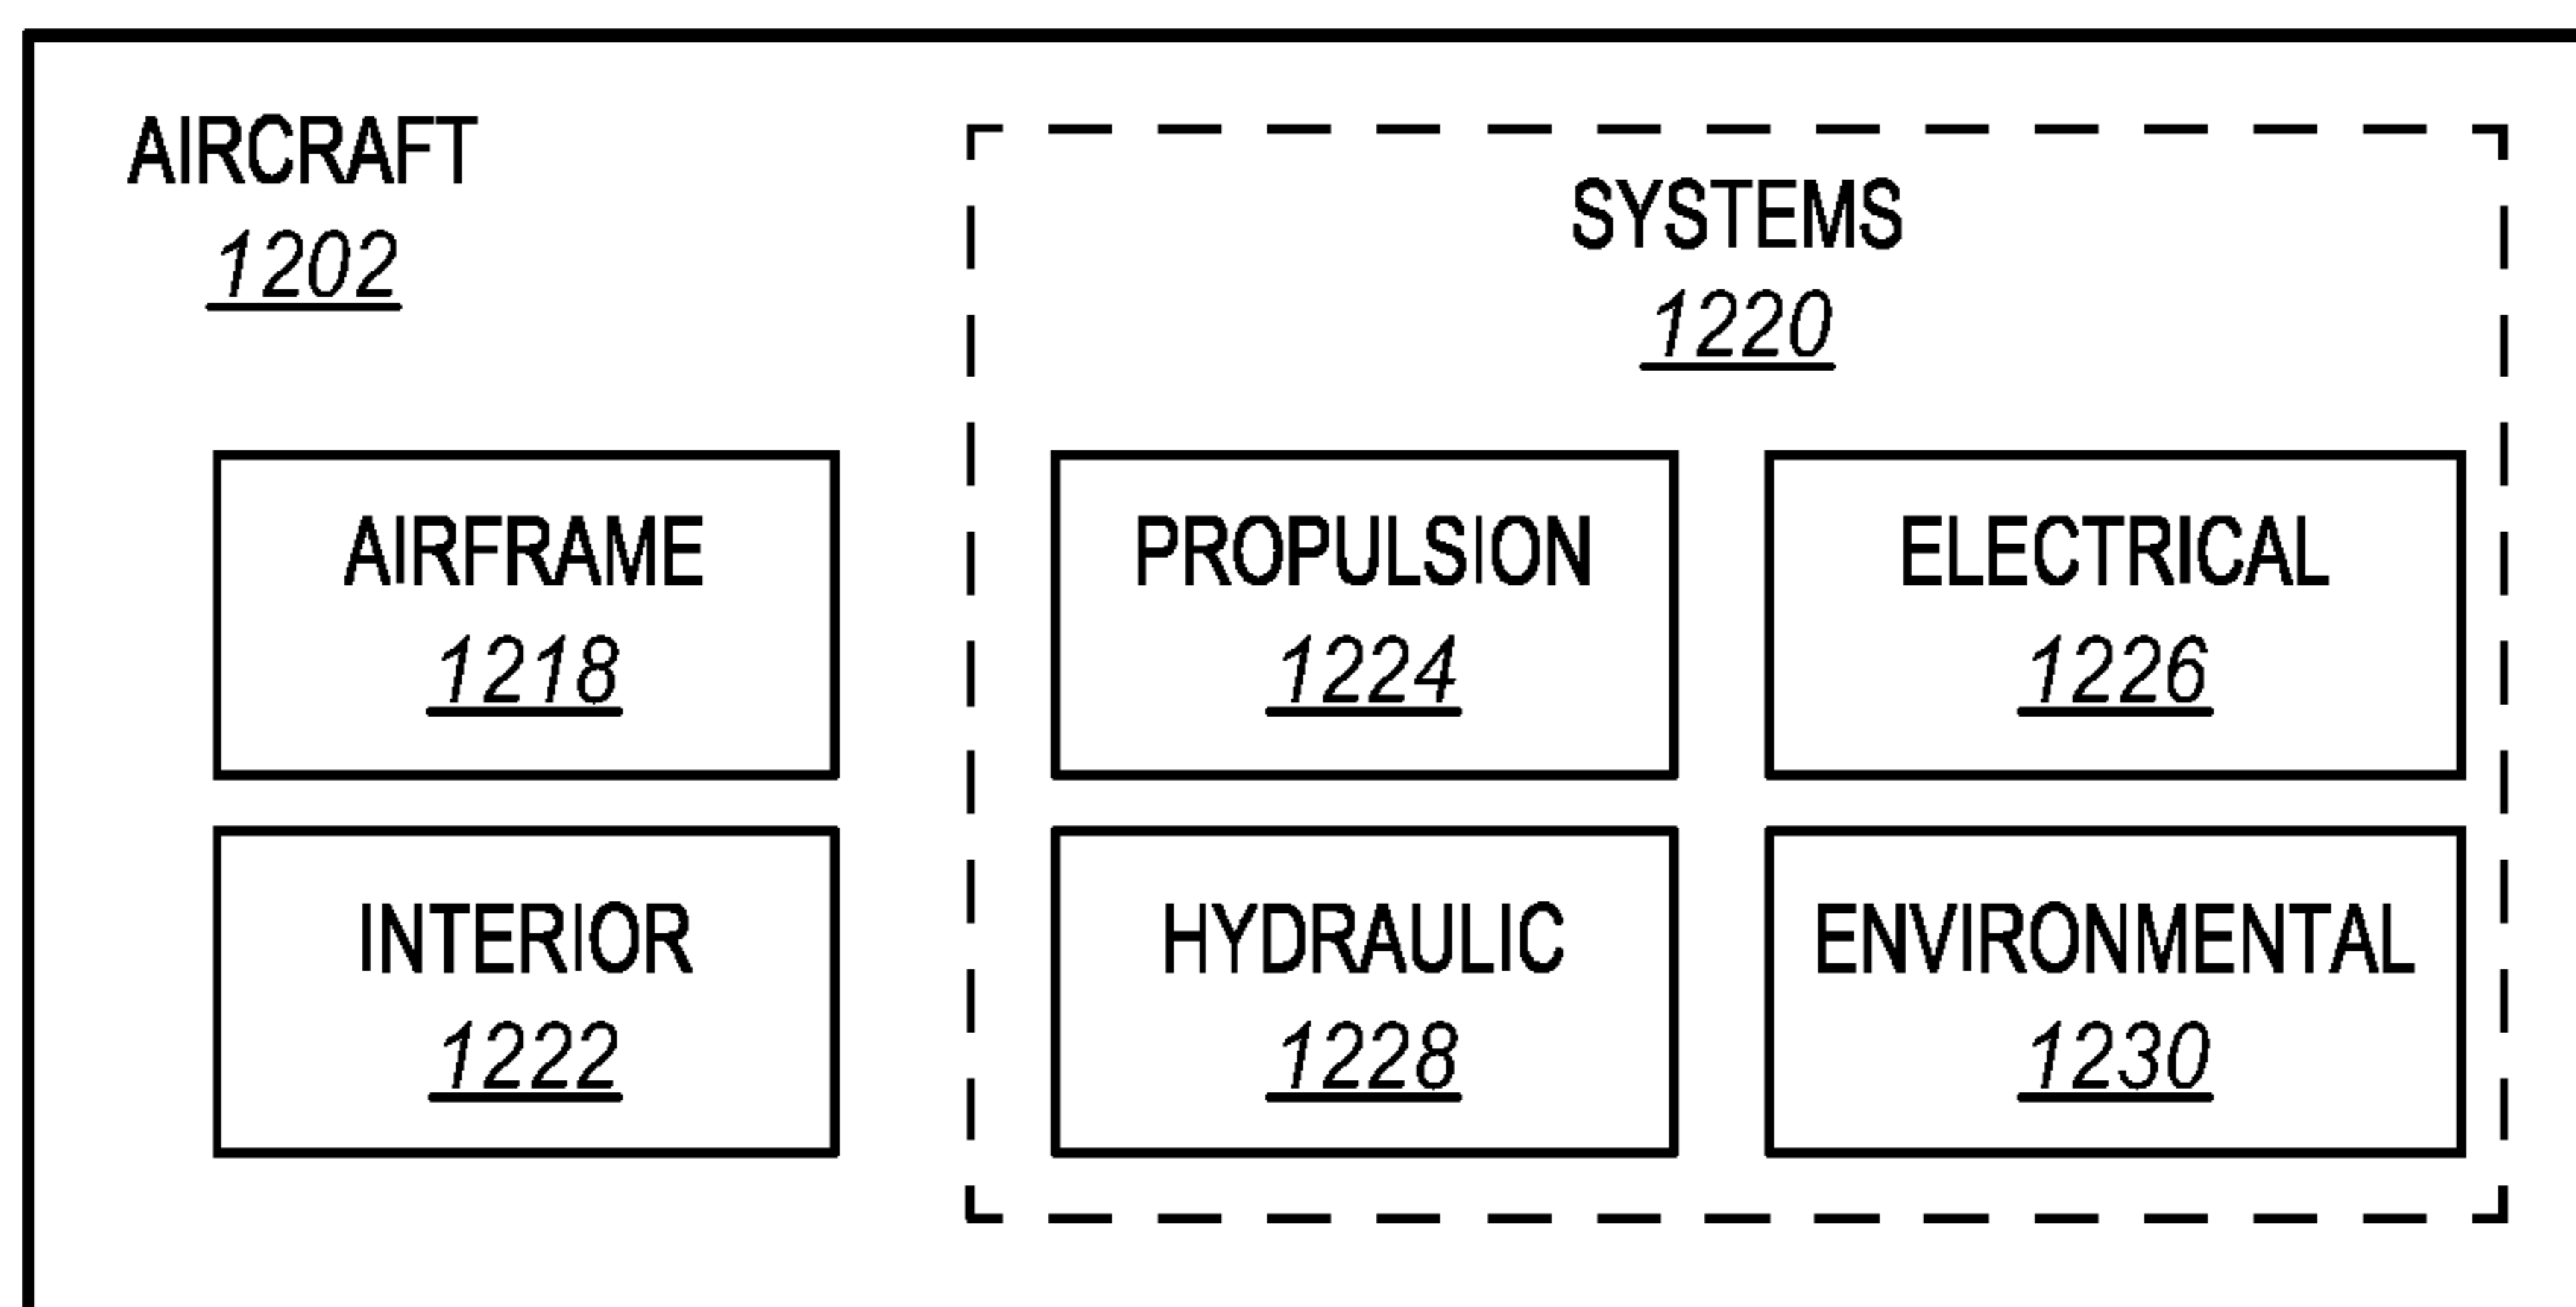 AIRCRAFT
1202
SYSTEMS
1220
AIRFRAME
1218
PROPULSION
1224
ELECTRICAL
1226
INTERIOR
1222
HYDRAULIC
1228
ENVIRONMENTAL
1230